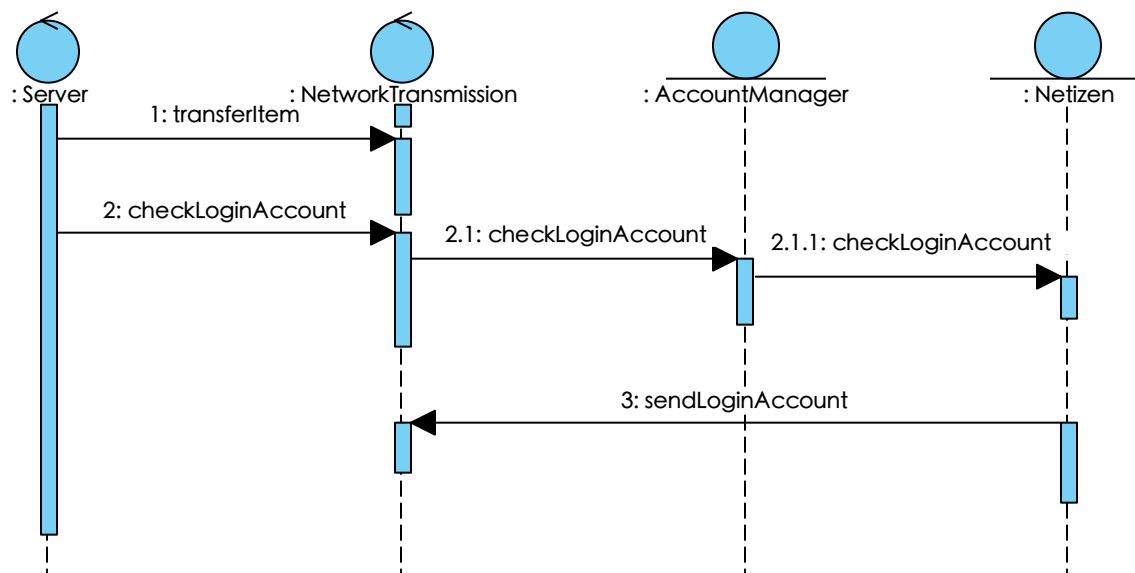 : Server
: NetworkTransmission
: AccountManager
: Netizen
1: transferItem
2: checkLoginAccount
2.1: checkLoginAccount
2.1.1: checkLoginAccount
3: sendLoginAccount